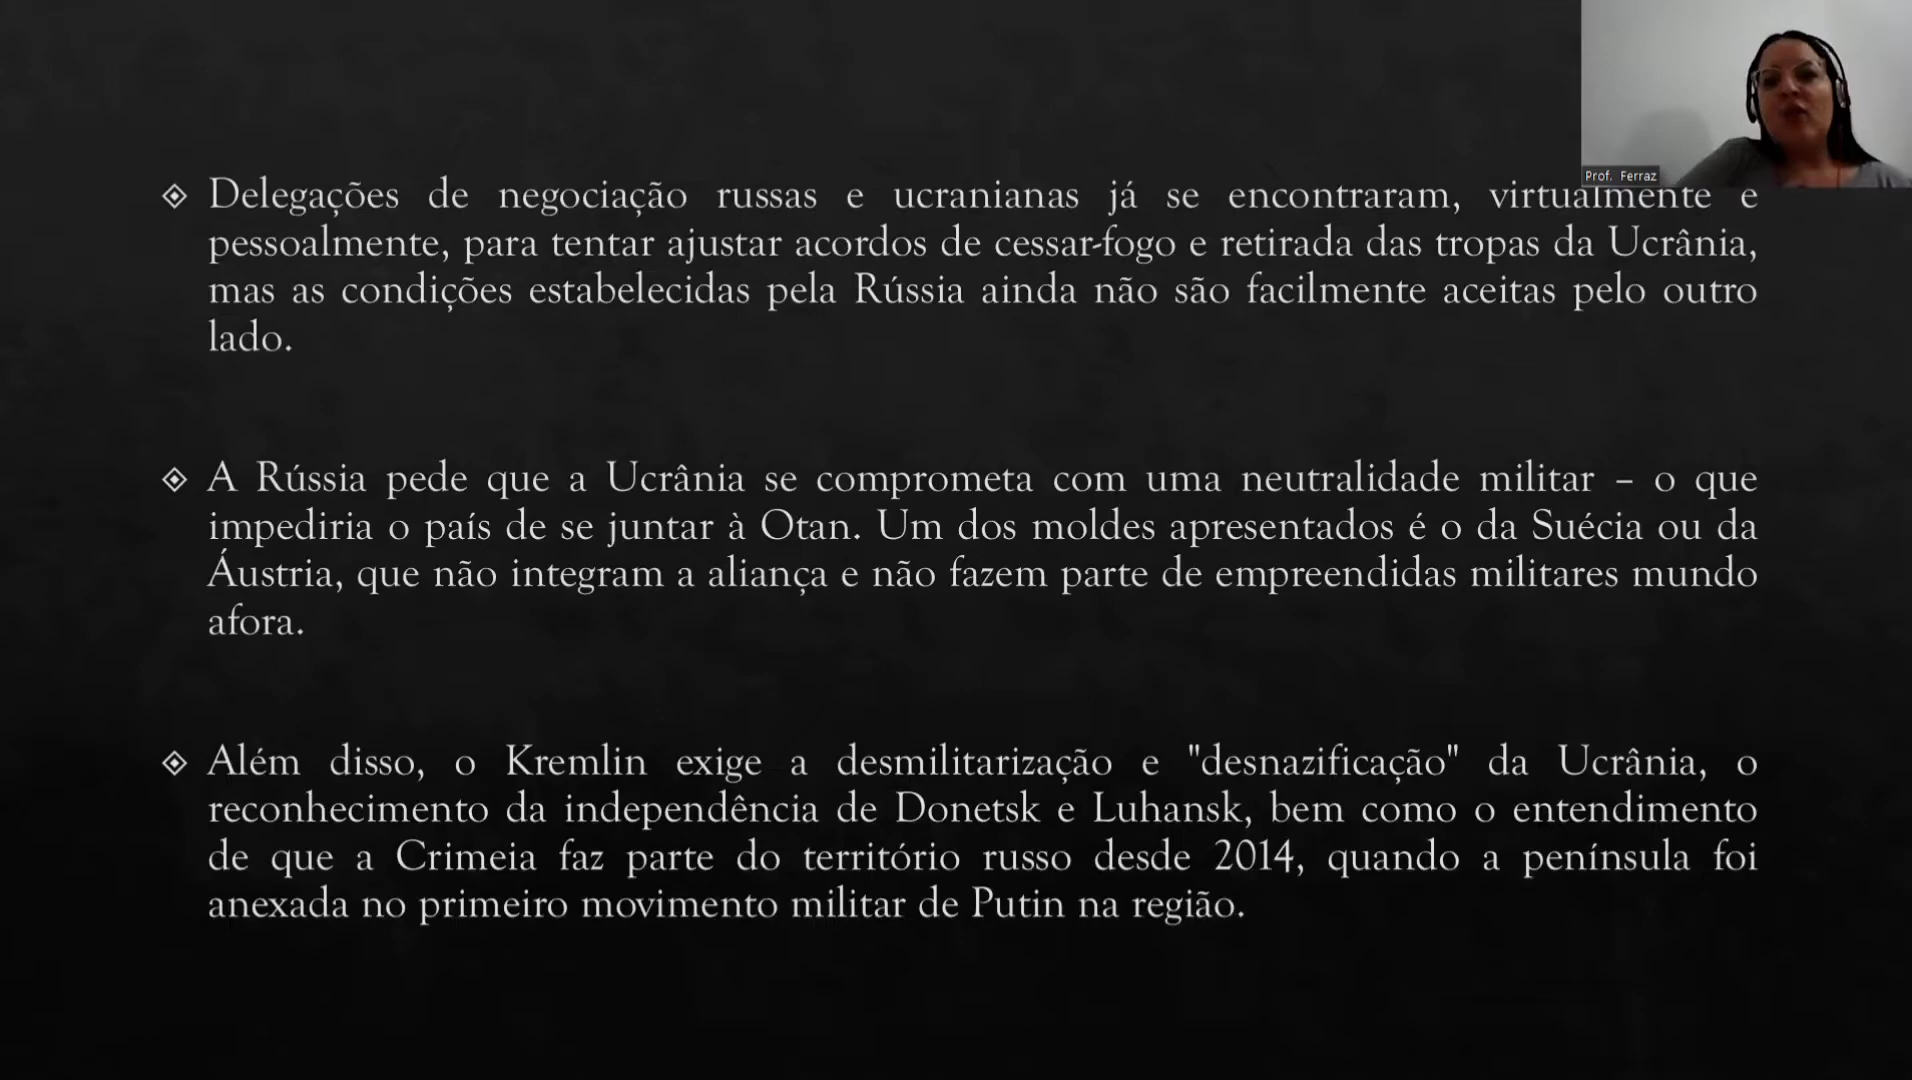 Prof. Ferraz
Delegações de negociação russas e ucranianas já se encontraram, virtualmente e
pessoalmente, para tentar ajustar acordos de cessar-fogo e retirada das tropas da Ucrânia,
mas as condições estabelecidas pela Rússia ainda não são facilmente aceitas pelo outro
lado.
A Rússia pede que a Ucrânia se comprometa com uma neutralidade militar – o que
impediria o país de se juntar à Otan. Um dos moldes apresentados é o da Suécia ou da
Áustria, que não integram a aliança e não fazem parte de empreendidas militares mundo
afora.
Além disso, o Kremlin exige a desmilitarização e "desnazificação" da Ucrânia, o
reconhecimento da independência de Donetsk e Luhansk, bem como o entendimento
de que a Crimeia faz parte do território russo desde 2014, quando a península foi
anexada no primeiro movimento militar de Putin na região.